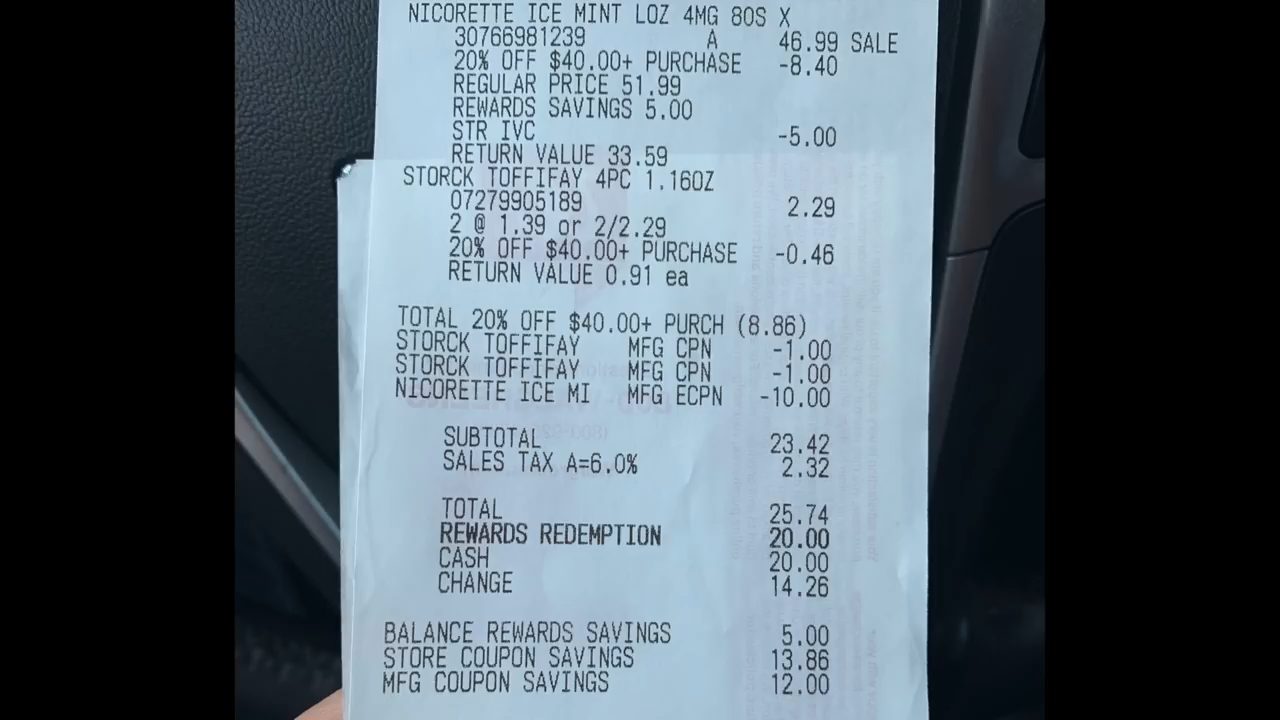 NICORETTE ICE MINT LOZ 4MG 80S X
30766981239 A 46.99 SALE
20% OFF $40.00+ PURCHASE -8.40
REGULAR PRICE 51.99
REWARDS SAVINGS 5.00
STR IVC -5.00
RETURN VALUE 33.59
STORCK TOFFIFAY 4PC 1.16OZ
07279905189 2.29
2 @ 1.39 or 2/2.29
20% OFF $40.00+ PURCHASE -0.46
RETURN VALUE 0.91 ea
TOTAL 20% OFF $40.00+ PURCH (8.86)
STORCK TOFFIFAY MFG CPN -1.00
STORCK TOFFIFAY MFG CPN -1.00
NICORETTE ICE MI MFG ECPN -10.00
SUBTOTAL 23.42
SALES TAX A=6.0% 2.32
TOTAL 25.74
REWARDS REDEMPTION 20.00
CASH 20.00
CHANGE 14.26
BALANCE REWARDS SAVINGS 5.00
STORE COUPON SAVINGS 13.86
MFG COUPON SAVINGS 12.00